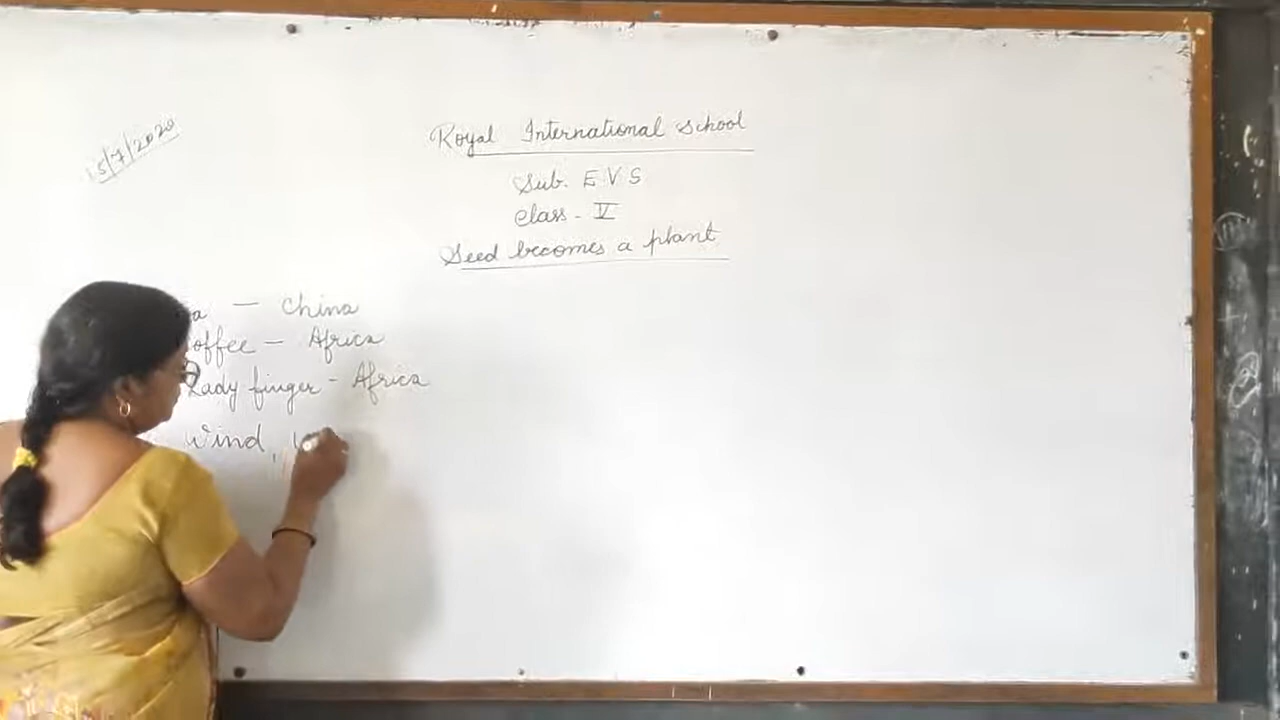 15/7/2020
Royal International School
Sub. E V S
Class - V
Seed becomes a plant
— China
offee — Africa
Lady finger - Africa
Wind,